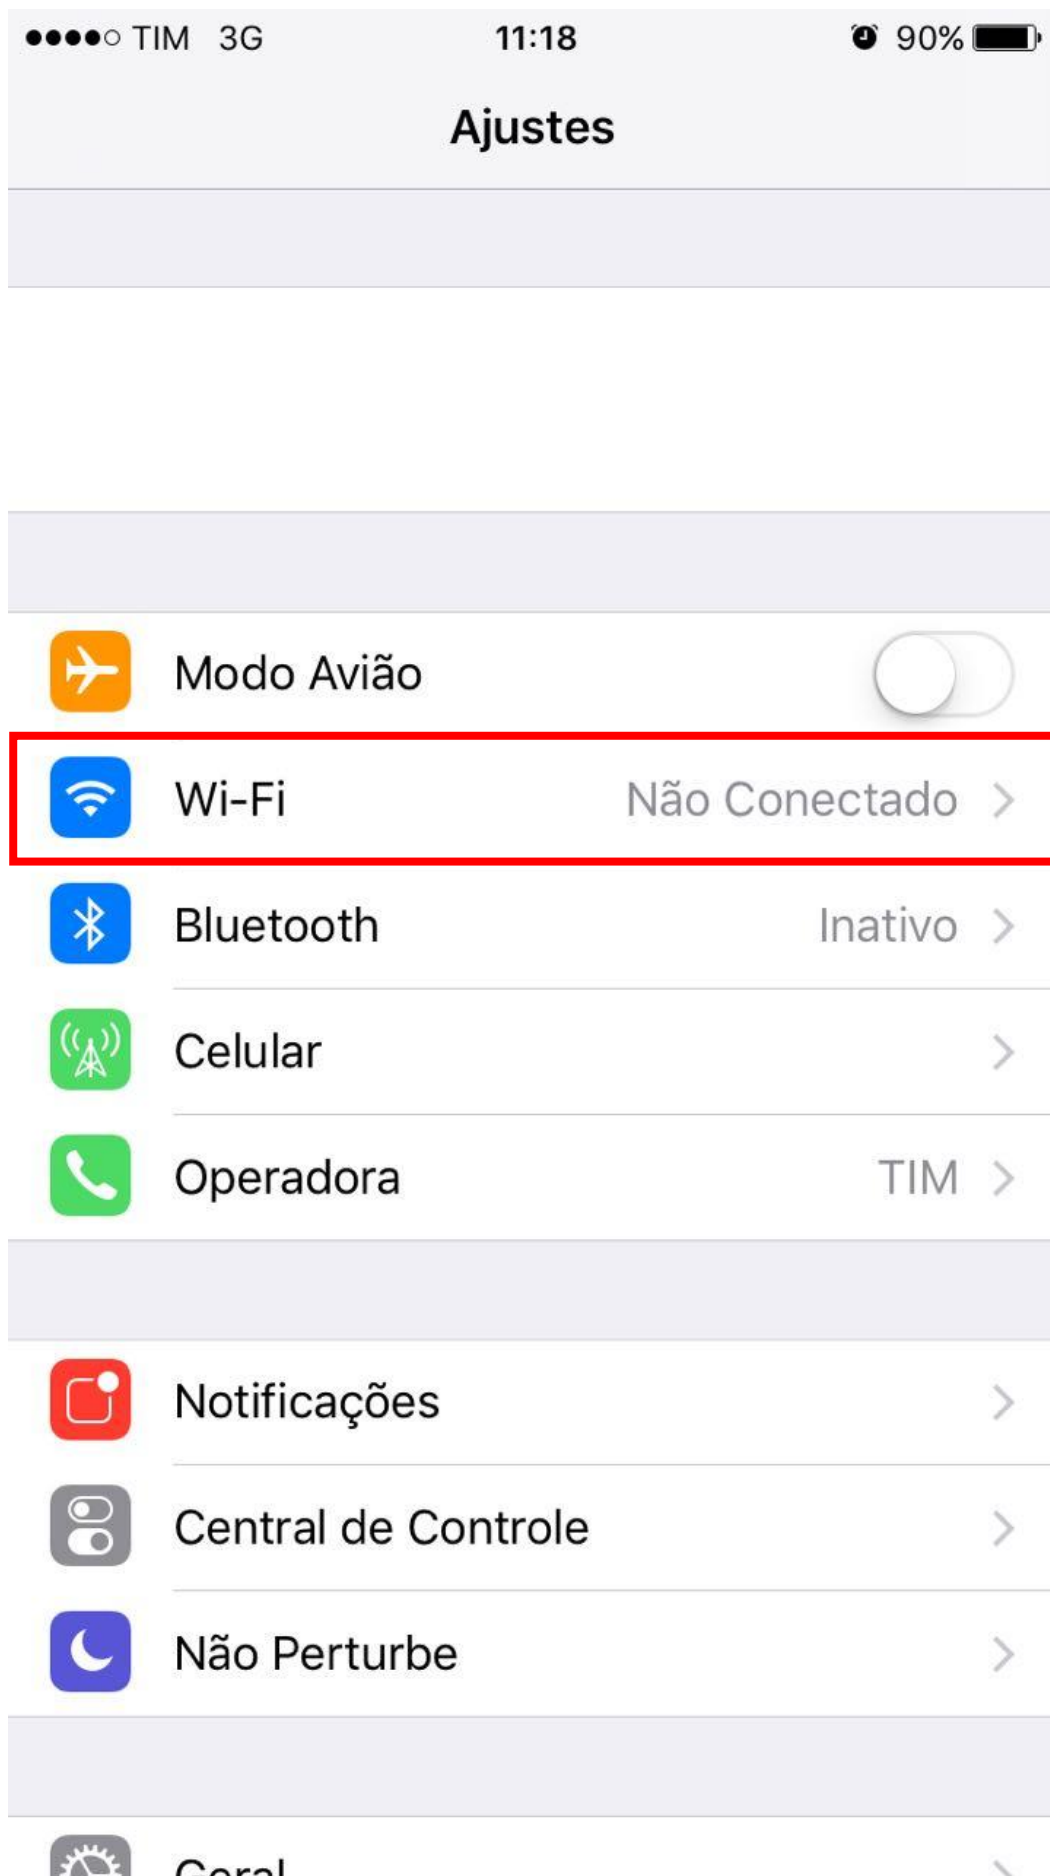 TIM 3G 11:18 90%
Ajustes
Modo Avião
Wi-Fi Não Conectado
Bluetooth Inativo
Celular
Operadora TIM
Notificações
Central de Controle
Não Perturbe
Geral